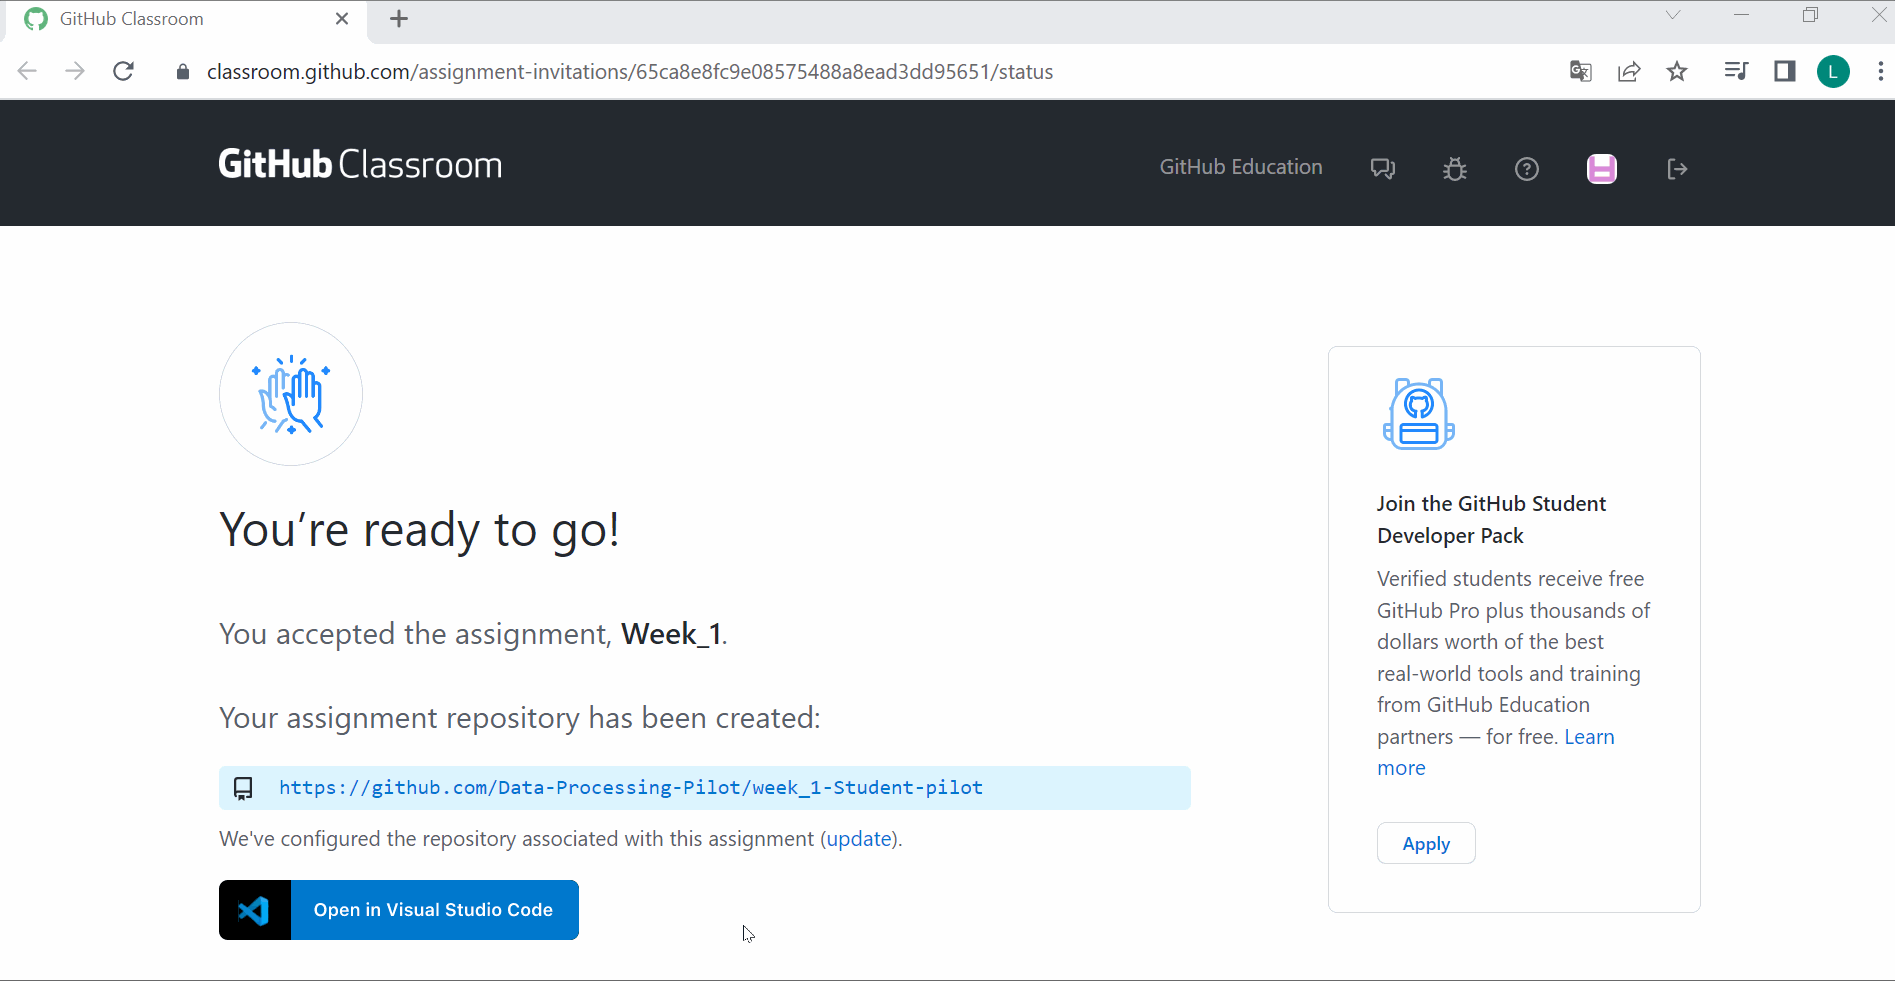 GitHub Classroom
classroom.github.com/assignment-invitations/65ca8e8fc9e08575488a8ead3dd95651/status
L
GitHub Classroom
GitHub Education
You're ready to go!
You accepted the assignment, Week_1.
Your assignment repository has been created:
https://github.com/Data-Processing-Pilot/week_1-Student-pilot
We've configured the repository associated with this assignment (update).
Open in Visual Studio Code
Join the GitHub Student
Developer Pack
Verified students receive free
GitHub Pro plus thousands of
dollars worth of the best
real-world tools and training
from GitHub Education
partners — for free. Learn
more
Apply